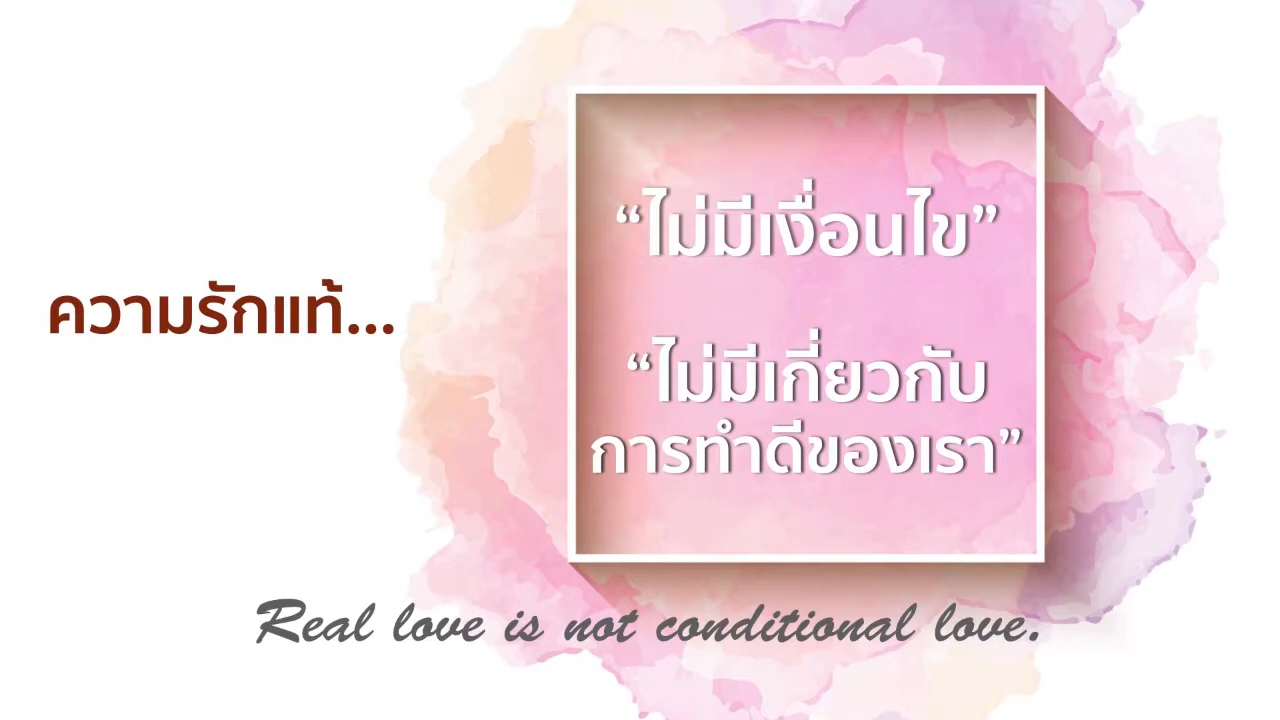 ความรักแท้...
“ไม่มีเงื่อนไข”
“ไม่มีเกี่ยวกับ
การทำดีของเรา”
Real love is not conditional love.